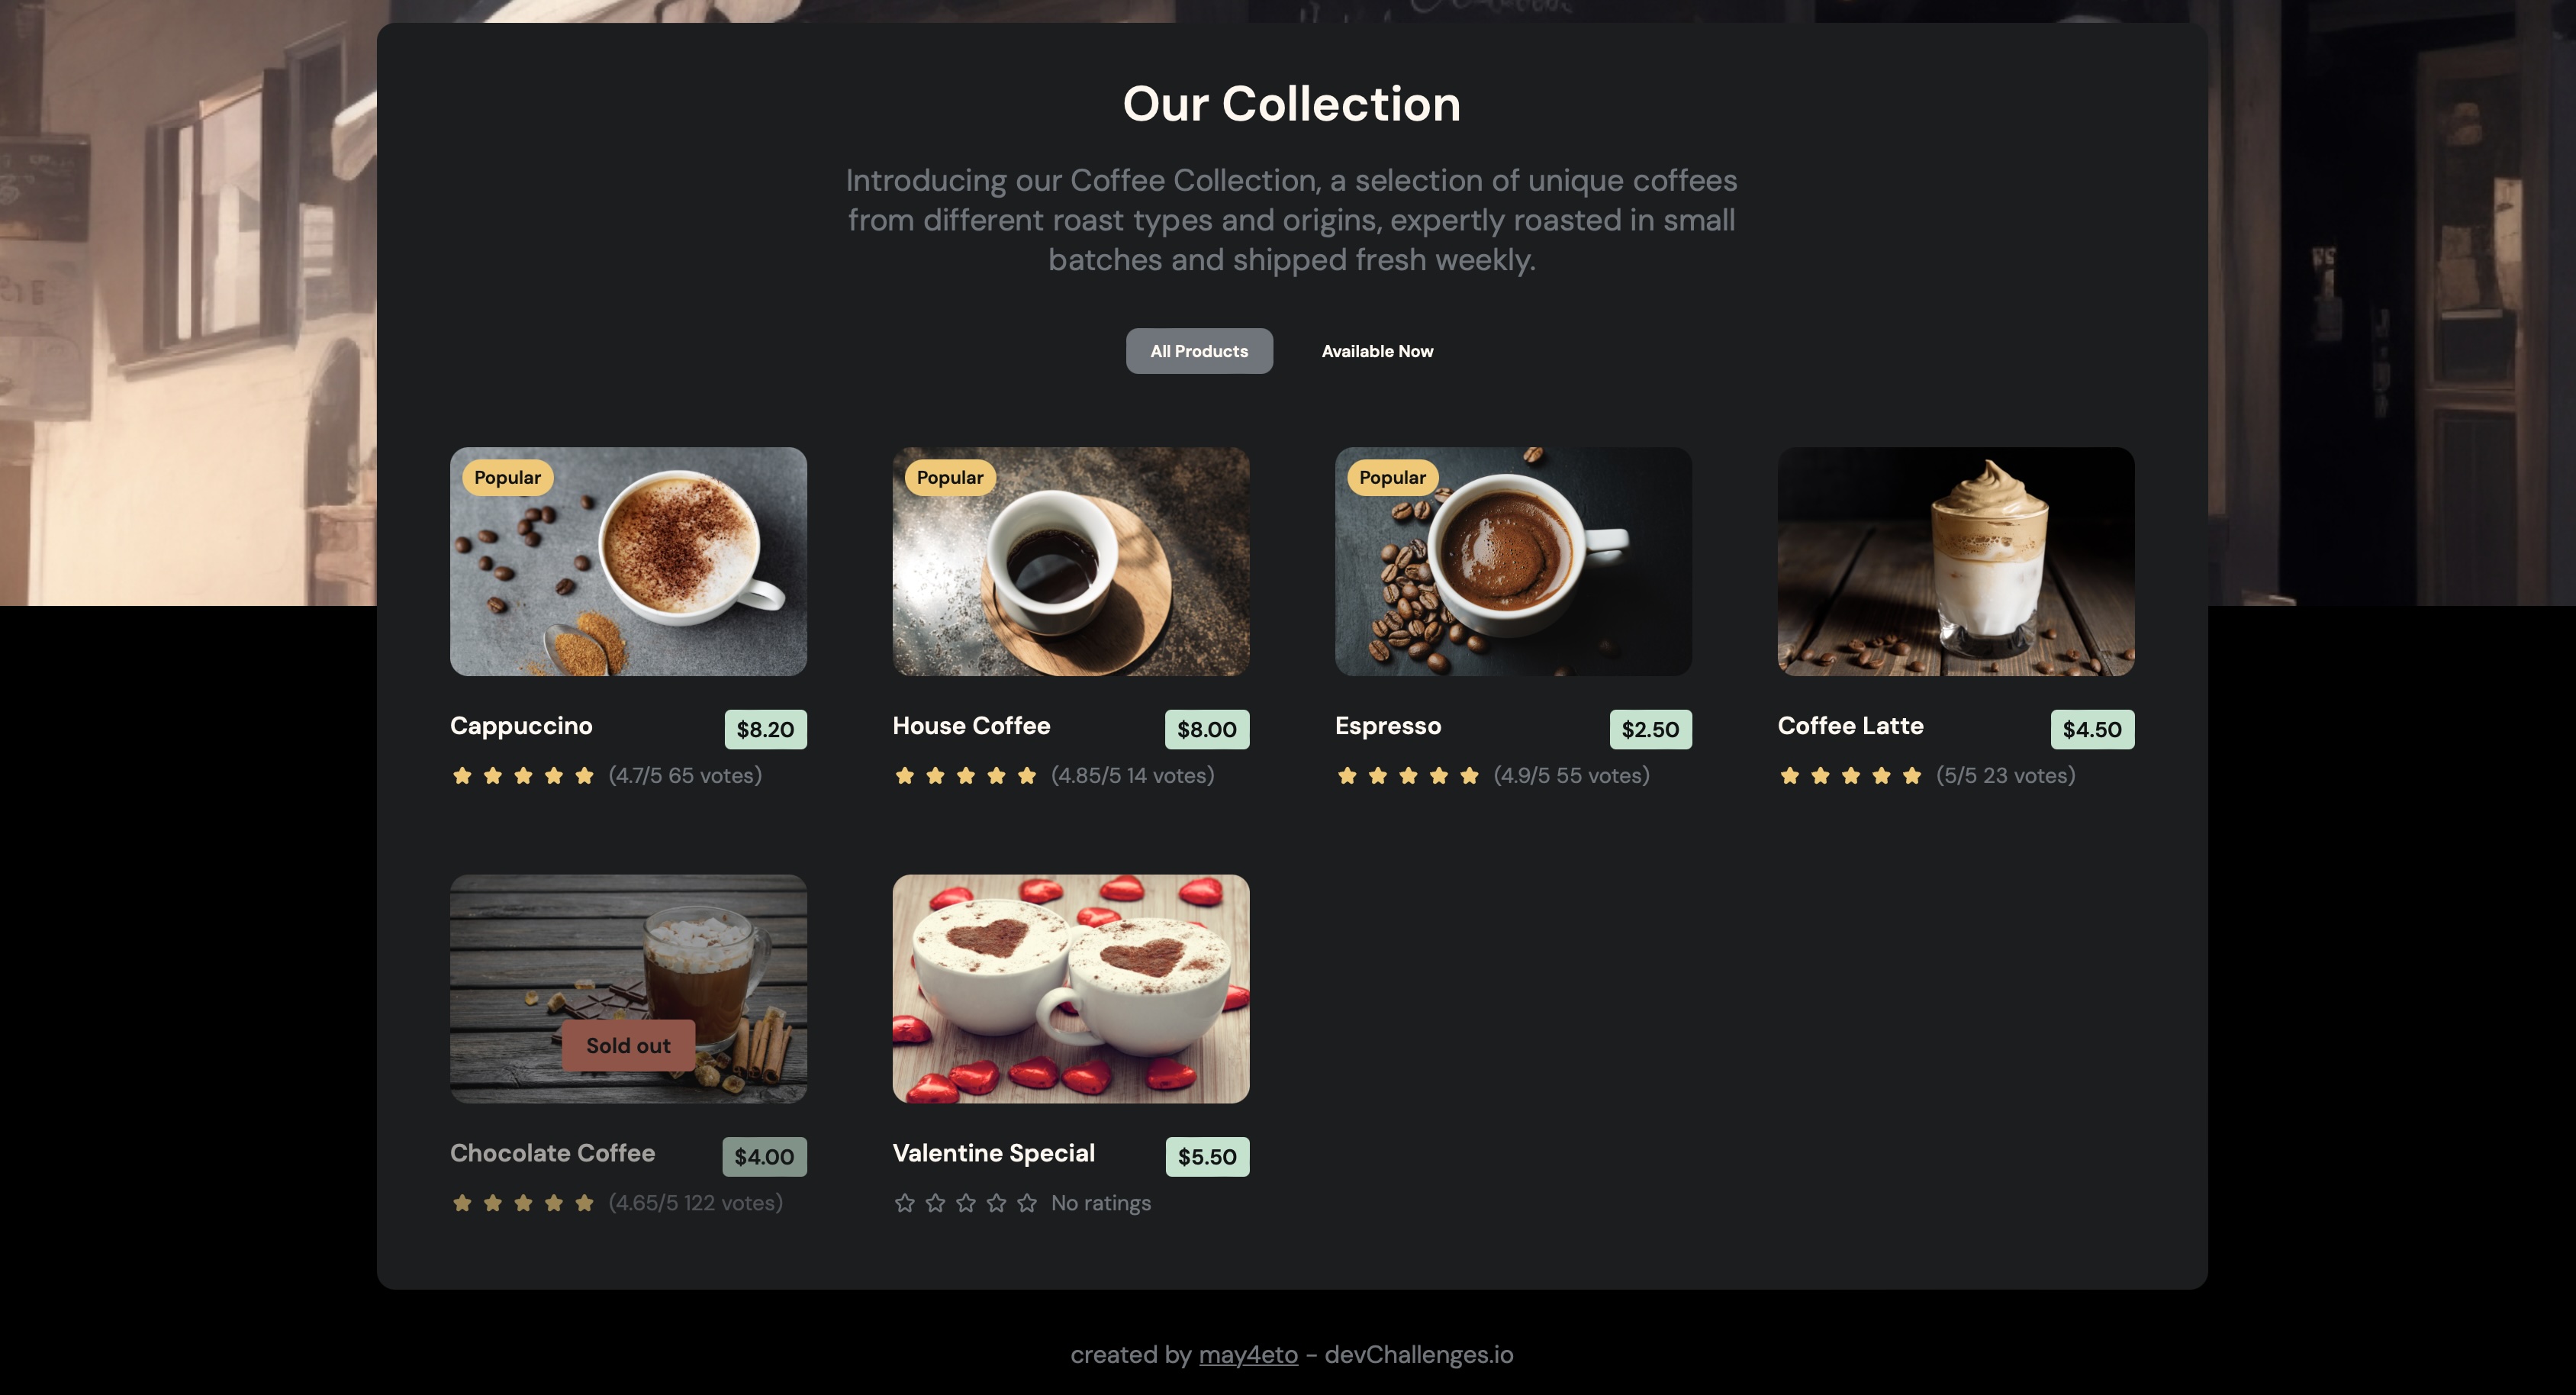 Our Collection
Introducing our Coffee Collection, a selection of unique coffees
from different roast types and origins, expertly roasted in small
batches and shipped fresh weekly.
All Products
Available Now
Popular
Popular
Popular
Cappuccino
$8.20
(4.7/5 65 votes)
House Coffee
$8.00
(4.85/5 14 votes)
Espresso
$2.50
(4.9/5 55 votes)
Coffee Latte
$4.50
(5/5 23 votes)
Sold out
Chocolate Coffee
$4.00
(4.65/5 122 votes)
Valentine Special
$5.50
No ratings
created by may4eto - devChallenges.io